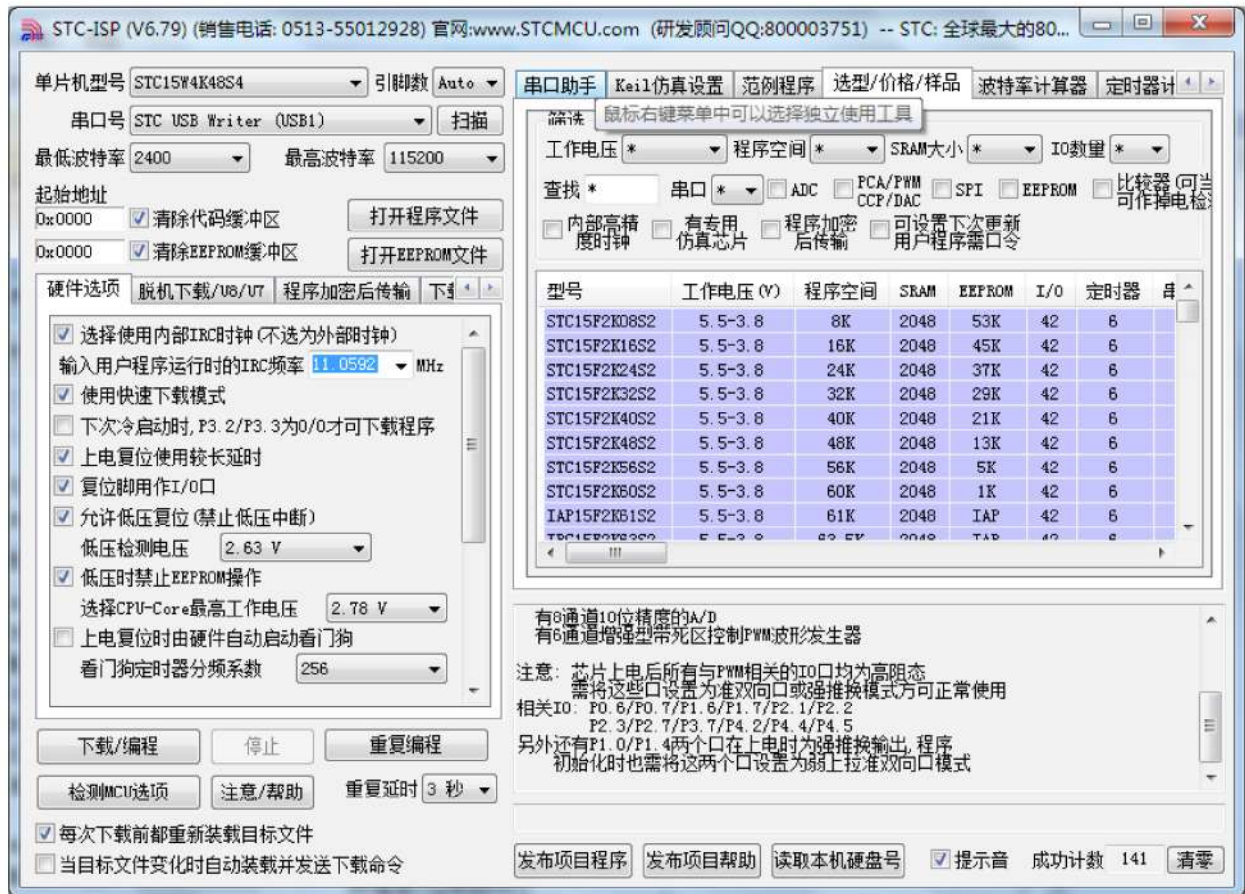 STC-ISP (V6.79) (销售电话: 0513-55012928) 官网:www.STCMCU.com (研发顾问QQ:800003751) -- STC: 全球最大的80...
单片机型号 STC15W4K48S4 引脚数 Auto
串口号 STC USB Writer (USB1) 扫描
最低波特率 2400 最高波特率 115200
起始地址
0x0000 清除代码缓冲区 打开程序文件
0x0000 清除EEPROM缓冲区 打开EEPROM文件
硬件选项 脱机下载/U8/U7 程序加密后传输
选择使用内部IRC时钟(不选为外部时钟)
输入用户程序运行时的IRC频率 11.0592 MHz
使用快速下载模式
下次冷启动时,P3.2/P3.3为0/0才可下载程序
上电复位使用较长延时
复位脚用作I/O口
允许低压复位(禁止低压中断)
低压检测电压 2.63 V
低压时禁止EEPROM操作
选择CPU-Core最高工作电压 2.78 V
上电复位时由硬件自动启动看门狗
看门狗定时器分频系数 256
下载/编程 停止 重复编程
检测MCU选项 注意/帮助 重复延时 3 秒
每次下载前都重新装载目标文件
当目标文件变化时自动装载并发送下载命令
串口助手 Keil仿真设置 范例程序 选型/价格/样品 波特率计算器 定时器计
鼠标右键菜单中可以选择独立使用工具
筛选
工作电压 * 程序空间 * SRAM大小 * IO数量 *
查找 * 串口 * ADC PCA/PWM CCP/DAC SPI EEPROM 比较器(可当 可作掉电检测
内部高精度时钟 有专用仿真芯片 程序加密后传输 可设置下次更新用户程序需口令
型号 工作电压(V) 程序空间 SRAM EEPROM I/O 定时器 串
STC15F2K08S2 5.5-3.8 8K 2048 53K 42 6
STC15F2K16S2 5.5-3.8 16K 2048 45K 42 6
STC15F2K24S2 5.5-3.8 24K 2048 37K 42 6
STC15F2K32S2 5.5-3.8 32K 2048 29K 42 6
STC15F2K40S2 5.5-3.8 40K 2048 21K 42 6
STC15F2K48S2 5.5-3.8 48K 2048 13K 42 6
STC15F2K56S2 5.5-3.8 56K 2048 5K 42 6
STC15F2K60S2 5.5-3.8 60K 2048 1K 42 6
IAP15F2K61S2 5.5-3.8 61K 2048 IAP 42 6
有8通道10位精度的A/D
有6通道增强型带死区控制PWM波形发生器
注意: 芯片上电后所有与PWM相关的IO口均为高阻态
需将这些口设置为准双向口或强推挽模式方可正常使用
相关IO: P0.6/P0.7/P1.6/P1.7/P2.1/P2.2
P2.3/P2.7/P3.7/P4.2/P4.4/P4.5
另外还有P1.0/P1.4两个口在上电时为强推挽输出,程序
初始化时也需将这两个口设置为弱上拉准双向口模式
发布项目程序 发布项目帮助 读取本机硬盘号 提示音 成功计数 141 清零